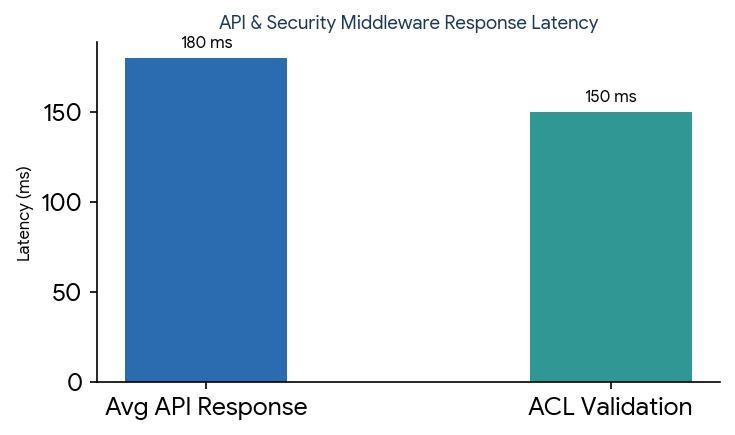 API & Security Middleware Response Latency
180 ms
150 ms
Latency (ms)
150
100
50
0
Avg API Response
ACL Validation